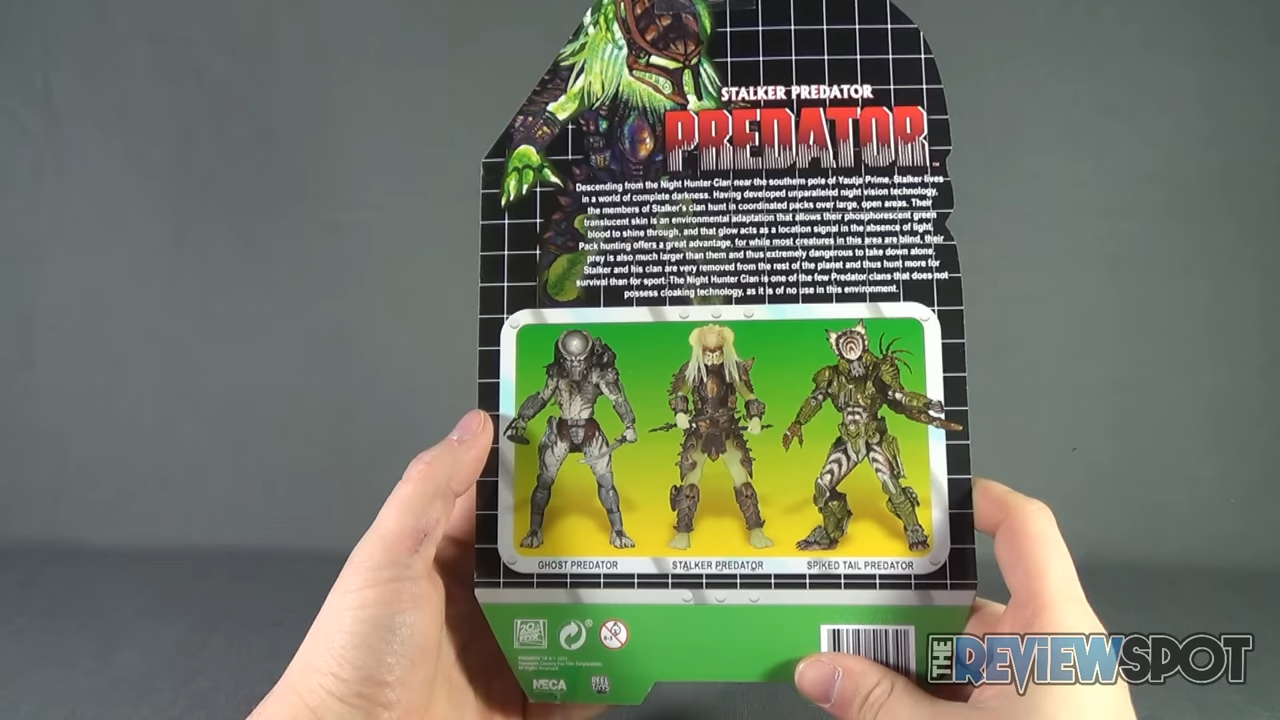 STALKER PREDATOR
PREDATOR
Descending from the Night Hunter Clan near the southern pole of Yautja Prime, Stalker lives
in a world of complete darkness. Having developed unparalleled night vision technology,
the members of Stalker's clan hunt in coordinated packs over large, open areas. Their
translucent skin is an environmental adaptation that allows their phosphorescent green
blood to shine through, and that glow acts as a location signal in the absence of light.
Pack hunting offers a great advantage, for while most creatures in this area are blind, their
prey is also much larger than them and thus extremely dangerous to take down alone.
Stalker and his clan are very removed from the rest of the planet and thus hunt more for
survival than for sport. The Night Hunter Clan is one of the few Predator clans that does not
possess cloaking technology, as it is of no use in this environment.
GHOST PREDATOR STALKER PREDATOR SPIKED TAIL PREDATOR
NECA REEL TOYS
THE REVIEWSPOT